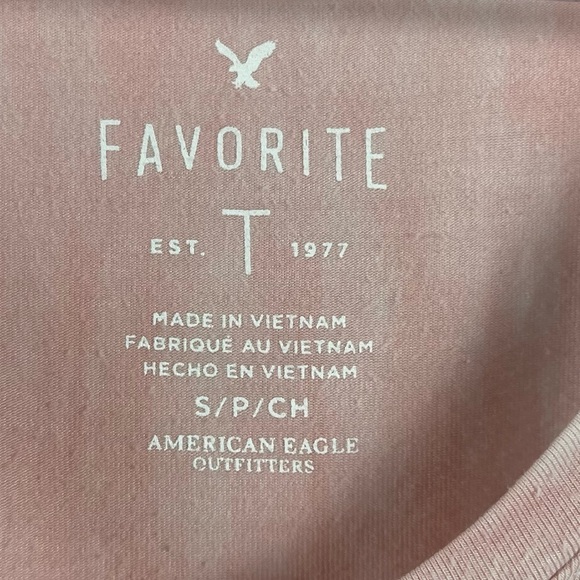 FAVORITE
EST. T 1977
MADE IN VIETNAM
FABRIQUÉ AU VIETNAM
HECHO EN VIETNAM
S/P/CH
AMERICAN EAGLE
OUTFITTERS